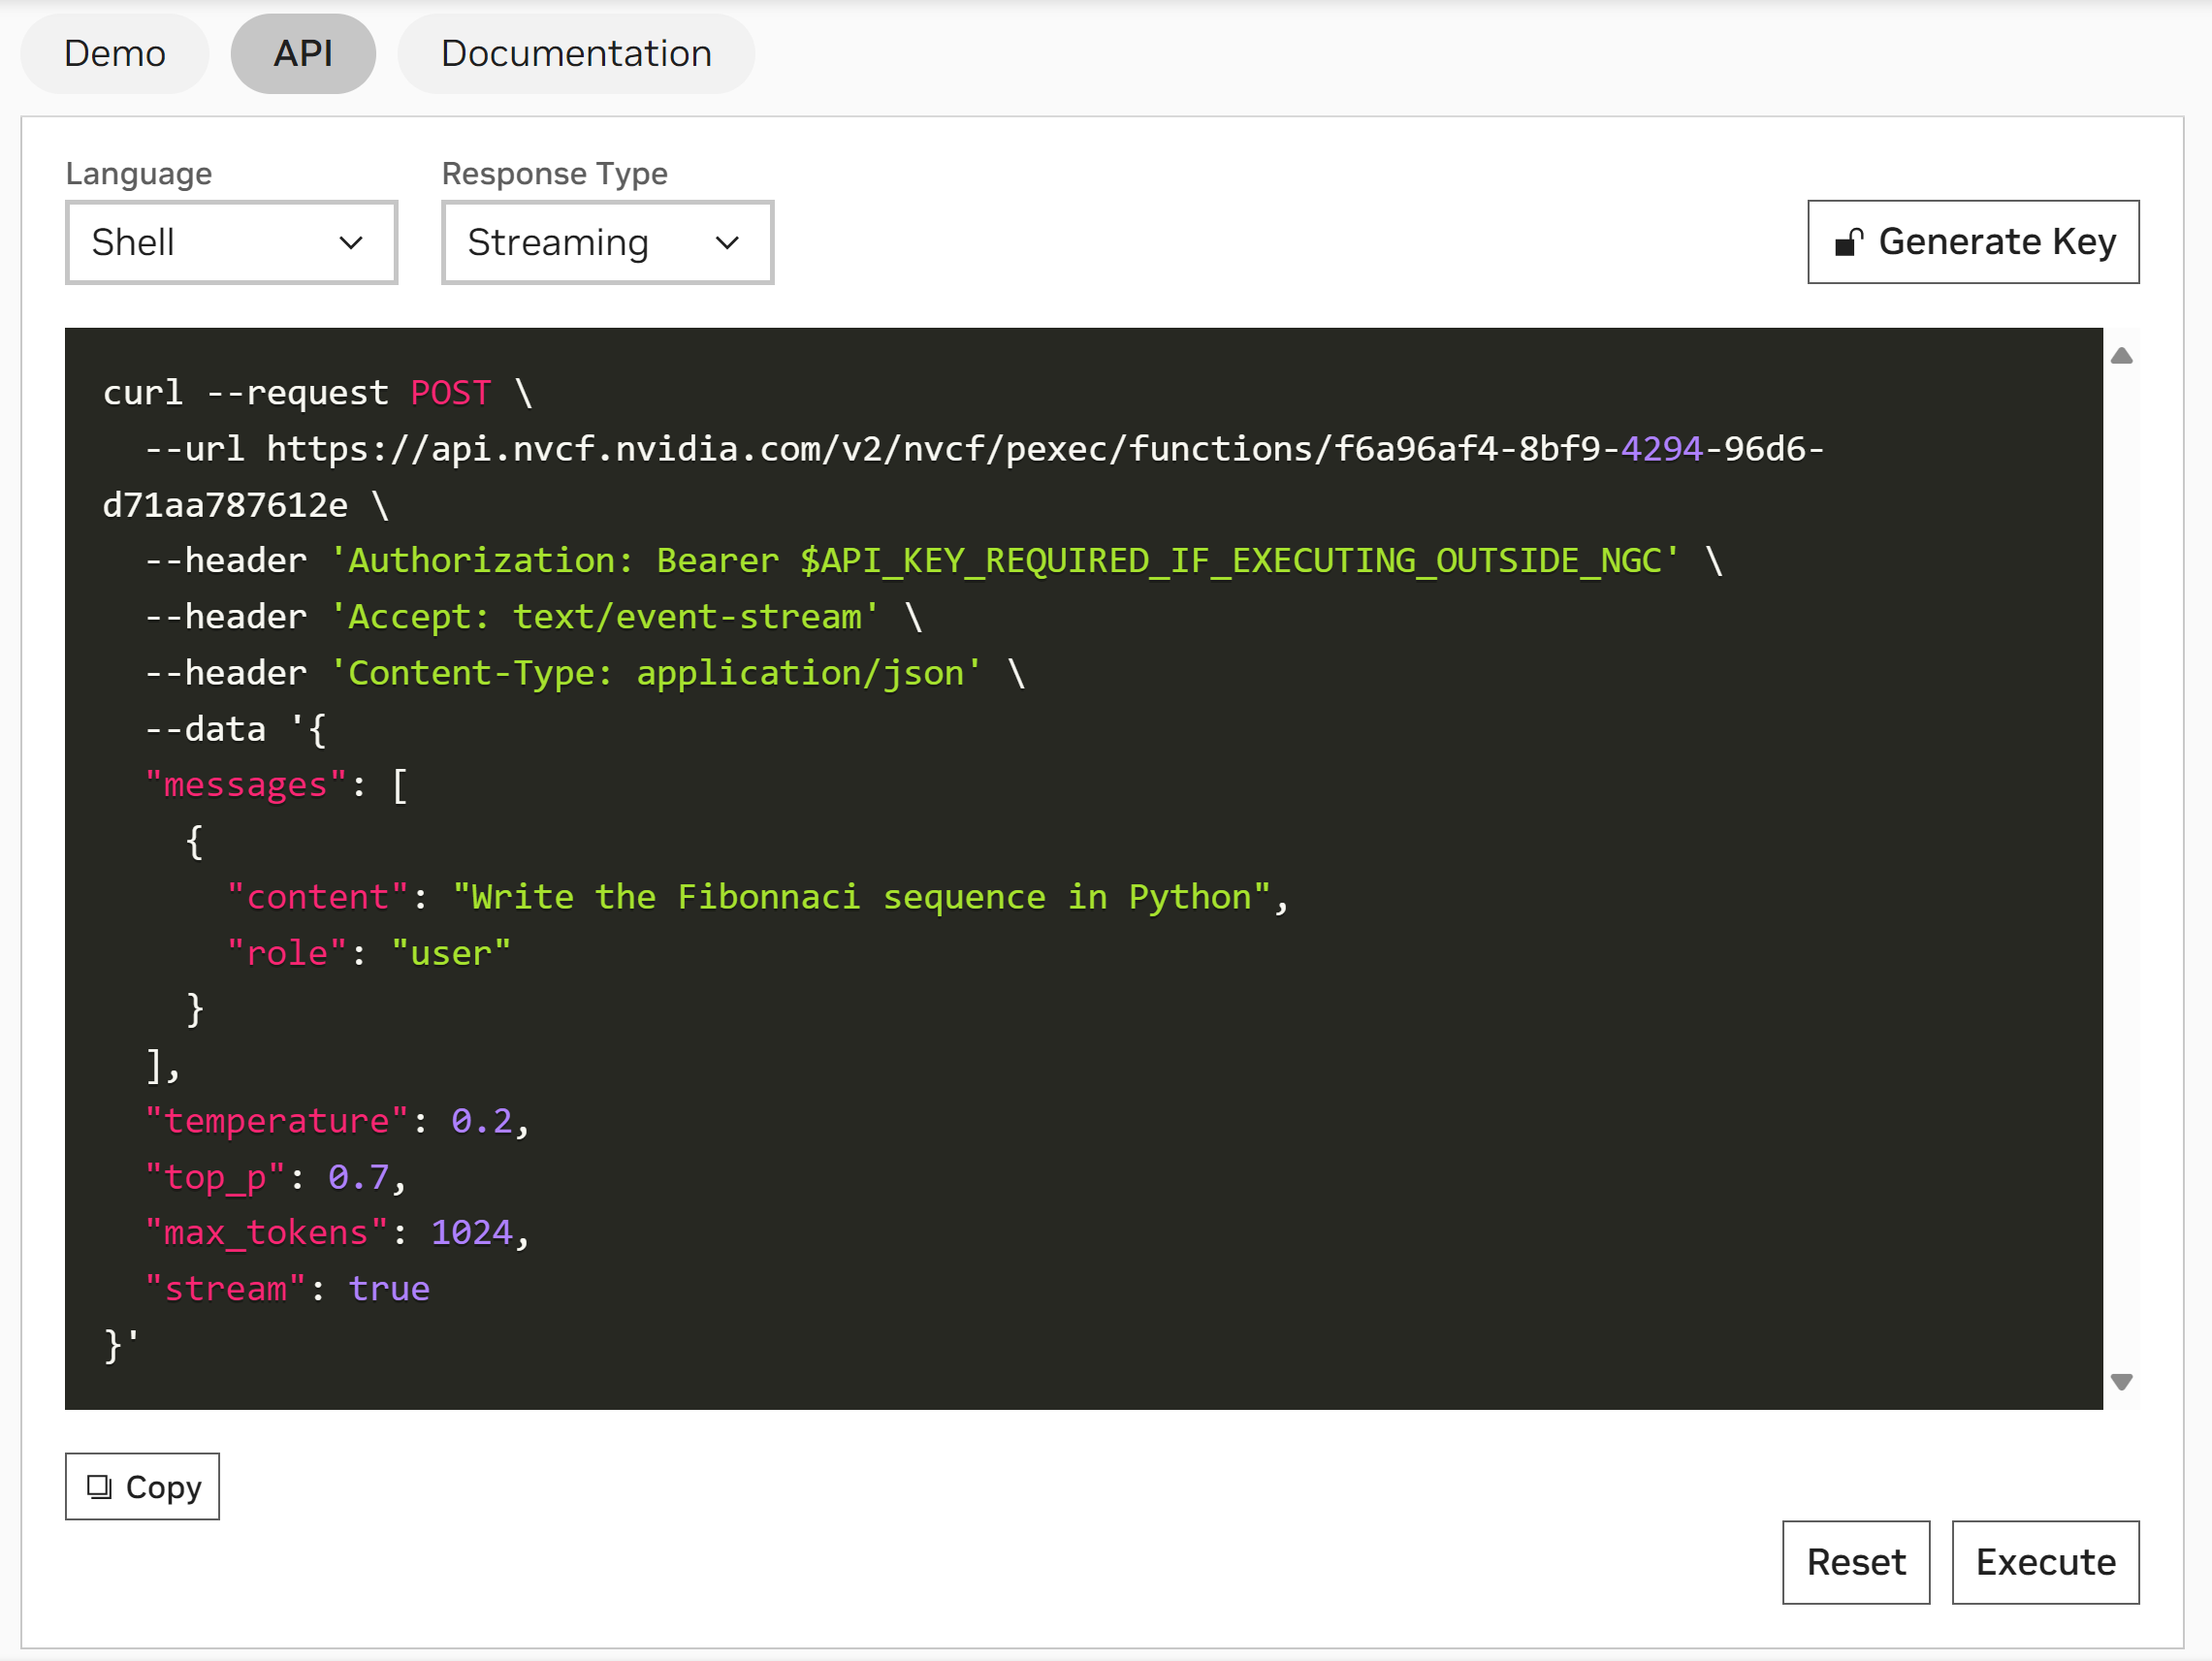 Demo API Documentation
Language Response Type
Shell Streaming Generate Key
curl --request POST \
  --url https://api.nvcf.nvidia.com/v2/nvcf/pexec/functions/f6a96af4-8bf9-4294-96d6-
d71aa787612e \
  --header 'Authorization: Bearer $API_KEY_REQUIRED_IF_EXECUTING_OUTSIDE_NGC' \
  --header 'Accept: text/event-stream' \
  --header 'Content-Type: application/json' \
  --data '{
  "messages": [
    {
      "content": "Write the Fibonnaci sequence in Python",
      "role": "user"
    }
  ],
  "temperature": 0.2,
  "top_p": 0.7,
  "max_tokens": 1024,
  "stream": true
}'
Copy
Reset Execute